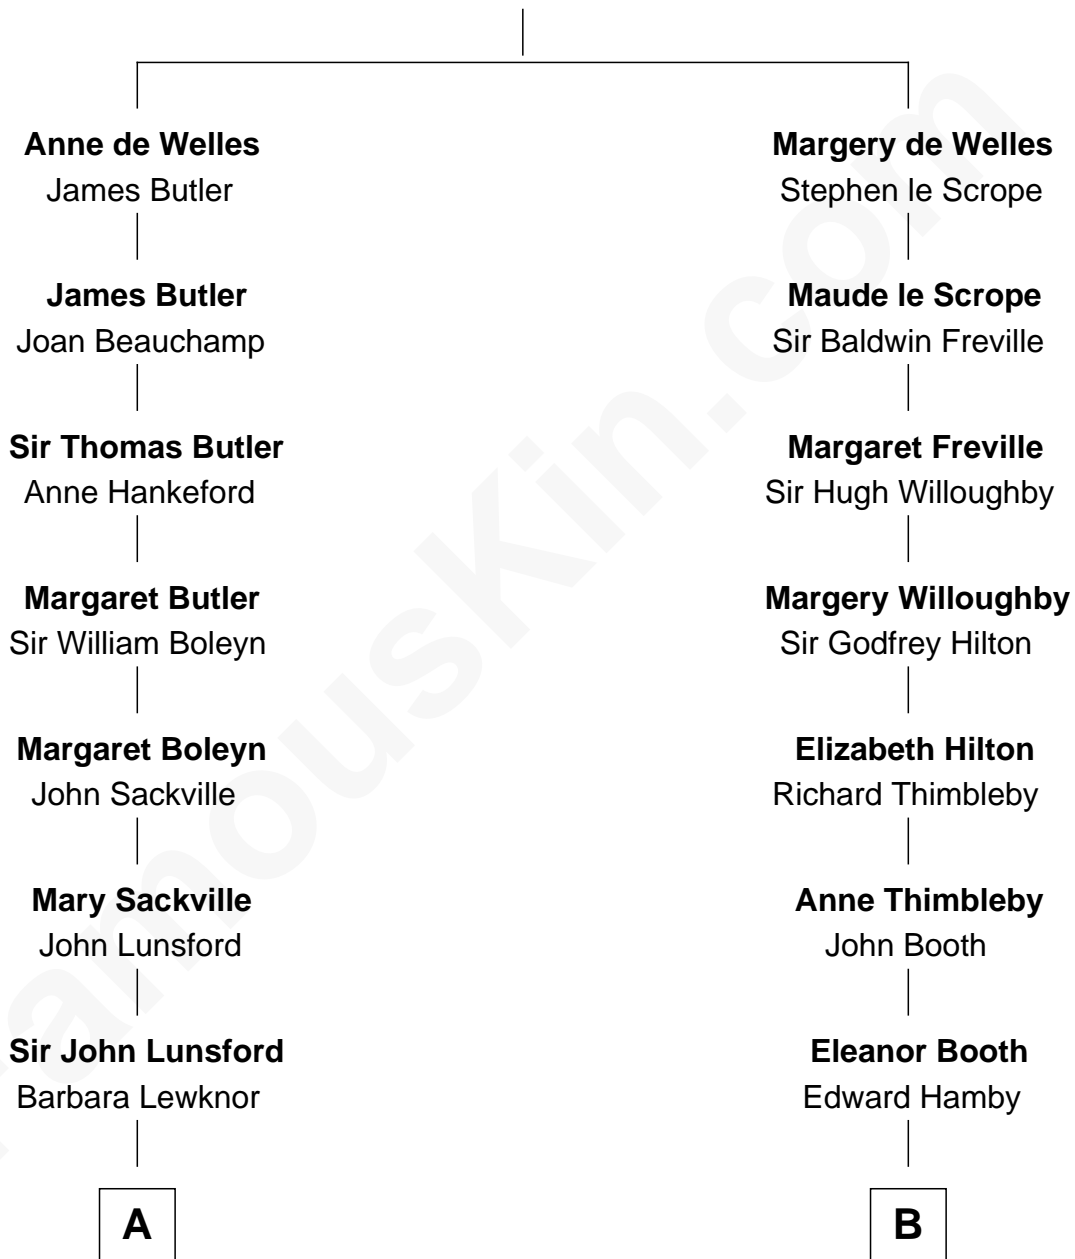 Anne de Welles
James Butler
James Butler
Joan Beauchamp
Sir Thomas Butler
Anne Hankeford
Margaret Butler
Sir William Boleyn
Margaret Boleyn
John Sackville
Mary Sackville
John Lunsford
Sir John Lunsford
Barbara Lewknor
A
Margery de Welles
Stephen le Scrope
Maude le Scrope
Sir Baldwin Freville
Margaret Freville
Sir Hugh Willoughby
Margery Willoughby
Sir Godfrey Hilton
Elizabeth Hilton
Richard Thimbleby
Anne Thimbleby
John Booth
Eleanor Booth
Edward Hamby
B
FamousKin.com